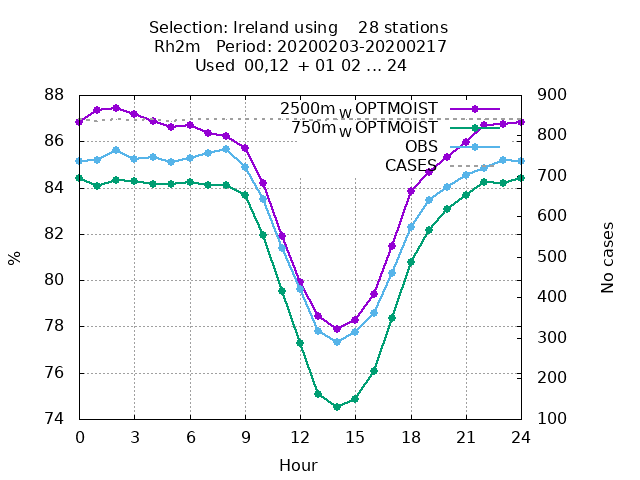 Selection: Ireland using 28 stations
Rh2m Period: 20200203-20200217
Used 00,12 + 01 02 ... 24
88 900
2500m W OPTMOIST
750m W OPTMOIST
86 800
OBS
CASES
84 700
600
82
500
80
400
78
300
76
200
74 100
%
No cases
0 3 6 9 12 15 18 21 24
Hour